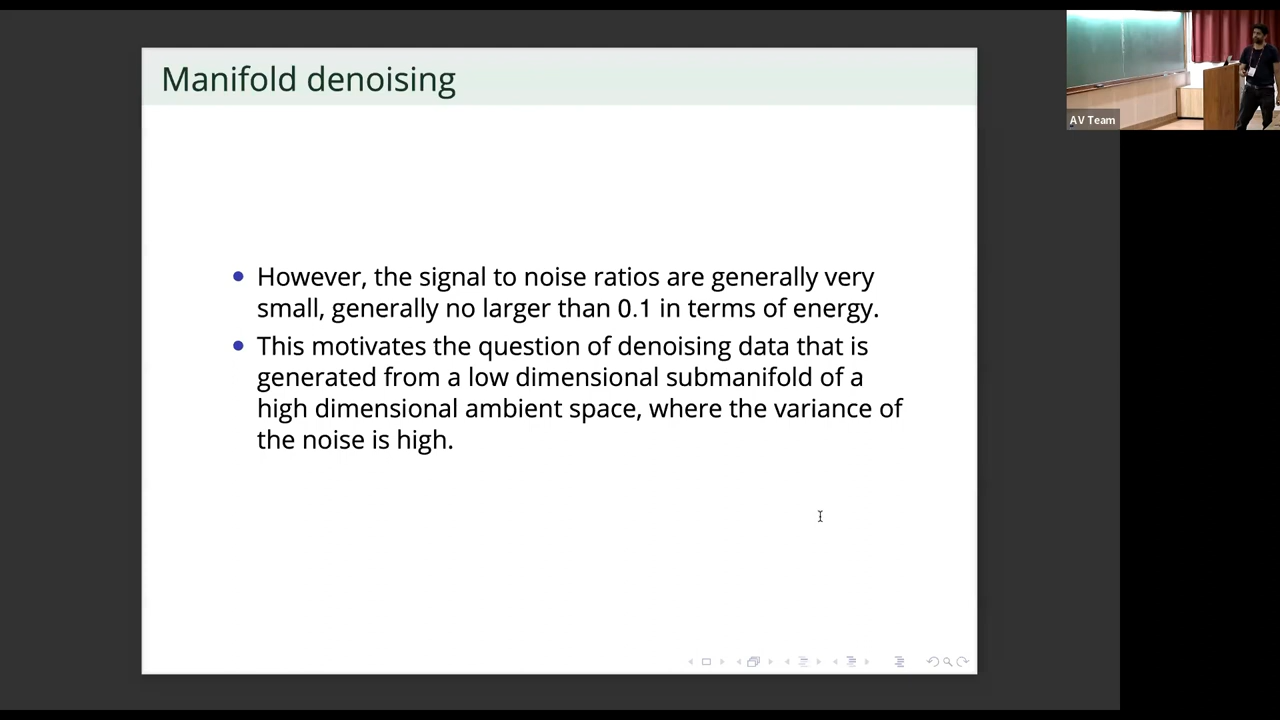 Manifold denoising
However, the signal to noise ratios are generally very
small, generally no larger than 0.1 in terms of energy.
This motivates the question of denoising data that is
generated from a low dimensional submanifold of a
high dimensional ambient space, where the variance of
the noise is high.
AV Team